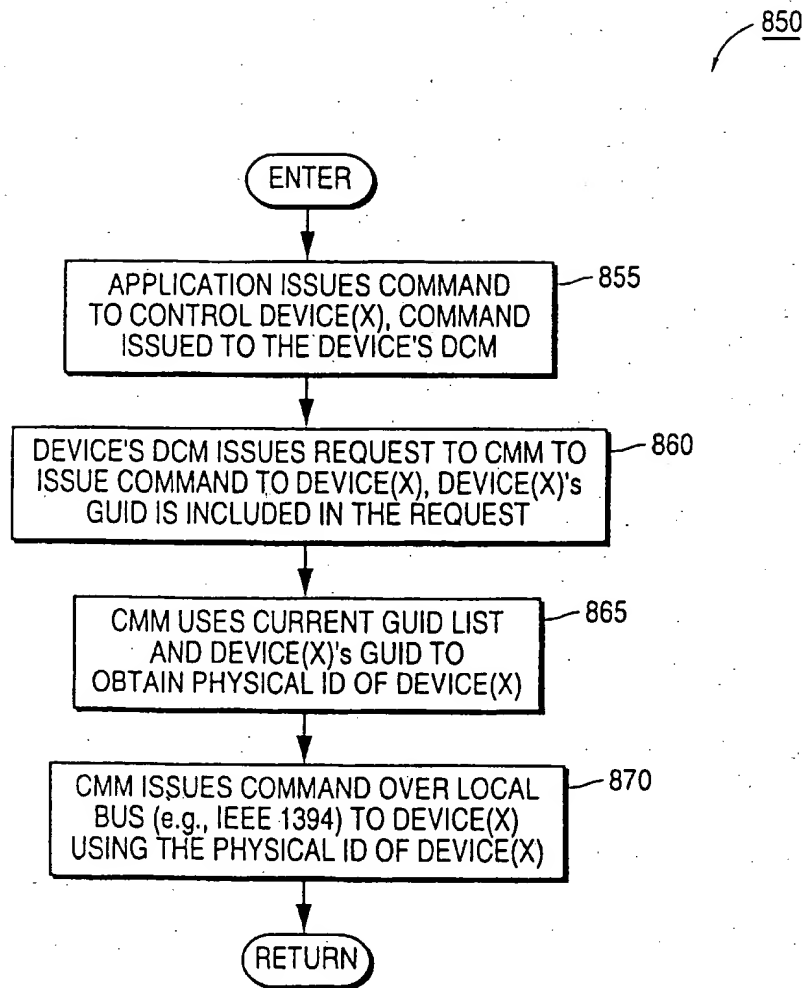 850
ENTER
APPLICATION ISSUES COMMAND
TO CONTROL DEVICE(X), COMMAND
ISSUED TO THE DEVICE'S DCM
855
DEVICE'S DCM ISSUES REQUEST TO CMM TO
ISSUE COMMAND TO DEVICE(X), DEVICE(X)'s
GUID IS INCLUDED IN THE REQUEST
860
CMM USES CURRENT GUID LIST
AND DEVICE(X)'s GUID TO
OBTAIN PHYSICAL ID OF DEVICE(X)
865
CMM ISSUES COMMAND OVER LOCAL
BUS (e.g., IEEE 1394) TO DEVICE(X)
USING THE PHYSICAL ID OF DEVICE(X)
870
RETURN